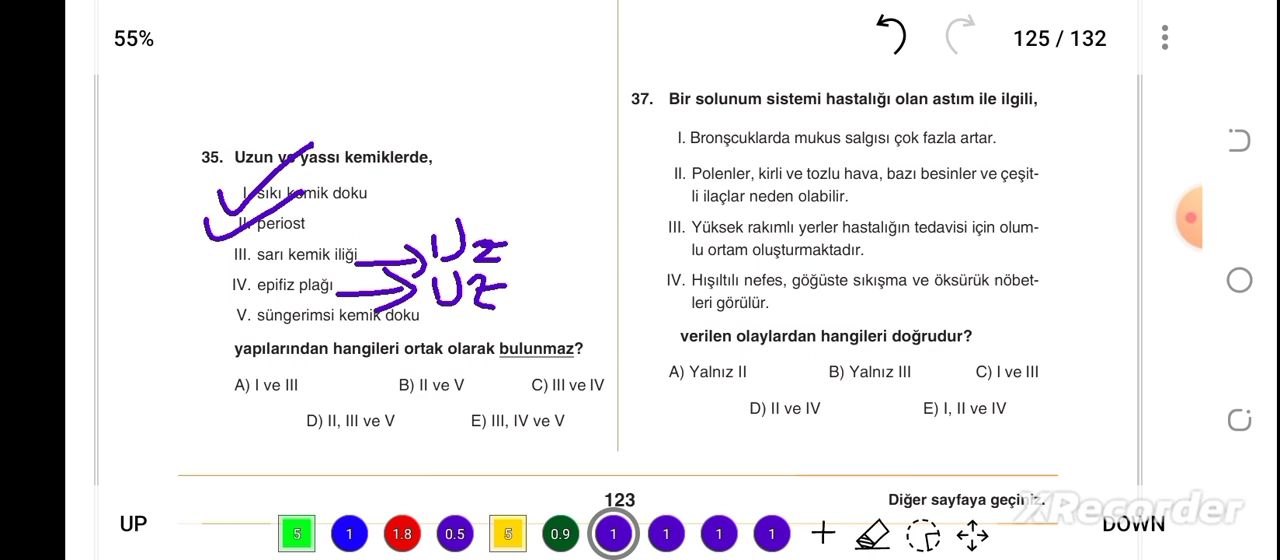 55%
125 / 132
35. Uzun ve yassı kemiklerde,
I. sıkı kemik doku
II. periost
III. sarı kemik iliği
IV. epifiz plağı
V. süngerimsi kemik doku
Uz
Uz
yapılarından hangileri ortak olarak bulunmaz?
A) I ve III B) II ve V C) III ve IV
D) II, III ve V E) III, IV ve V
37. Bir solunum sistemi hastalığı olan astım ile ilgili,
I. Bronşcuklarda mukus salgısı çok fazla artar.
II. Polenler, kirli ve tozlu hava, bazı besinler ve çeşit-
li ilaçlar neden olabilir.
III. Yüksek rakımlı yerler hastalığın tedavisi için olum-
lu ortam oluşturmaktadır.
IV. Hışıltılı nefes, göğüste sıkışma ve öksürük nöbet-
leri görülür.
verilen olaylardan hangileri doğrudur?
A) Yalnız II B) Yalnız III C) I ve III
D) II ve IV E) I, II ve IV
123
Diğer sayfaya geçiniz.
XRecorder
UP
5 1 1.8 0.5 5 0.9 1 1 1 1
DOWN